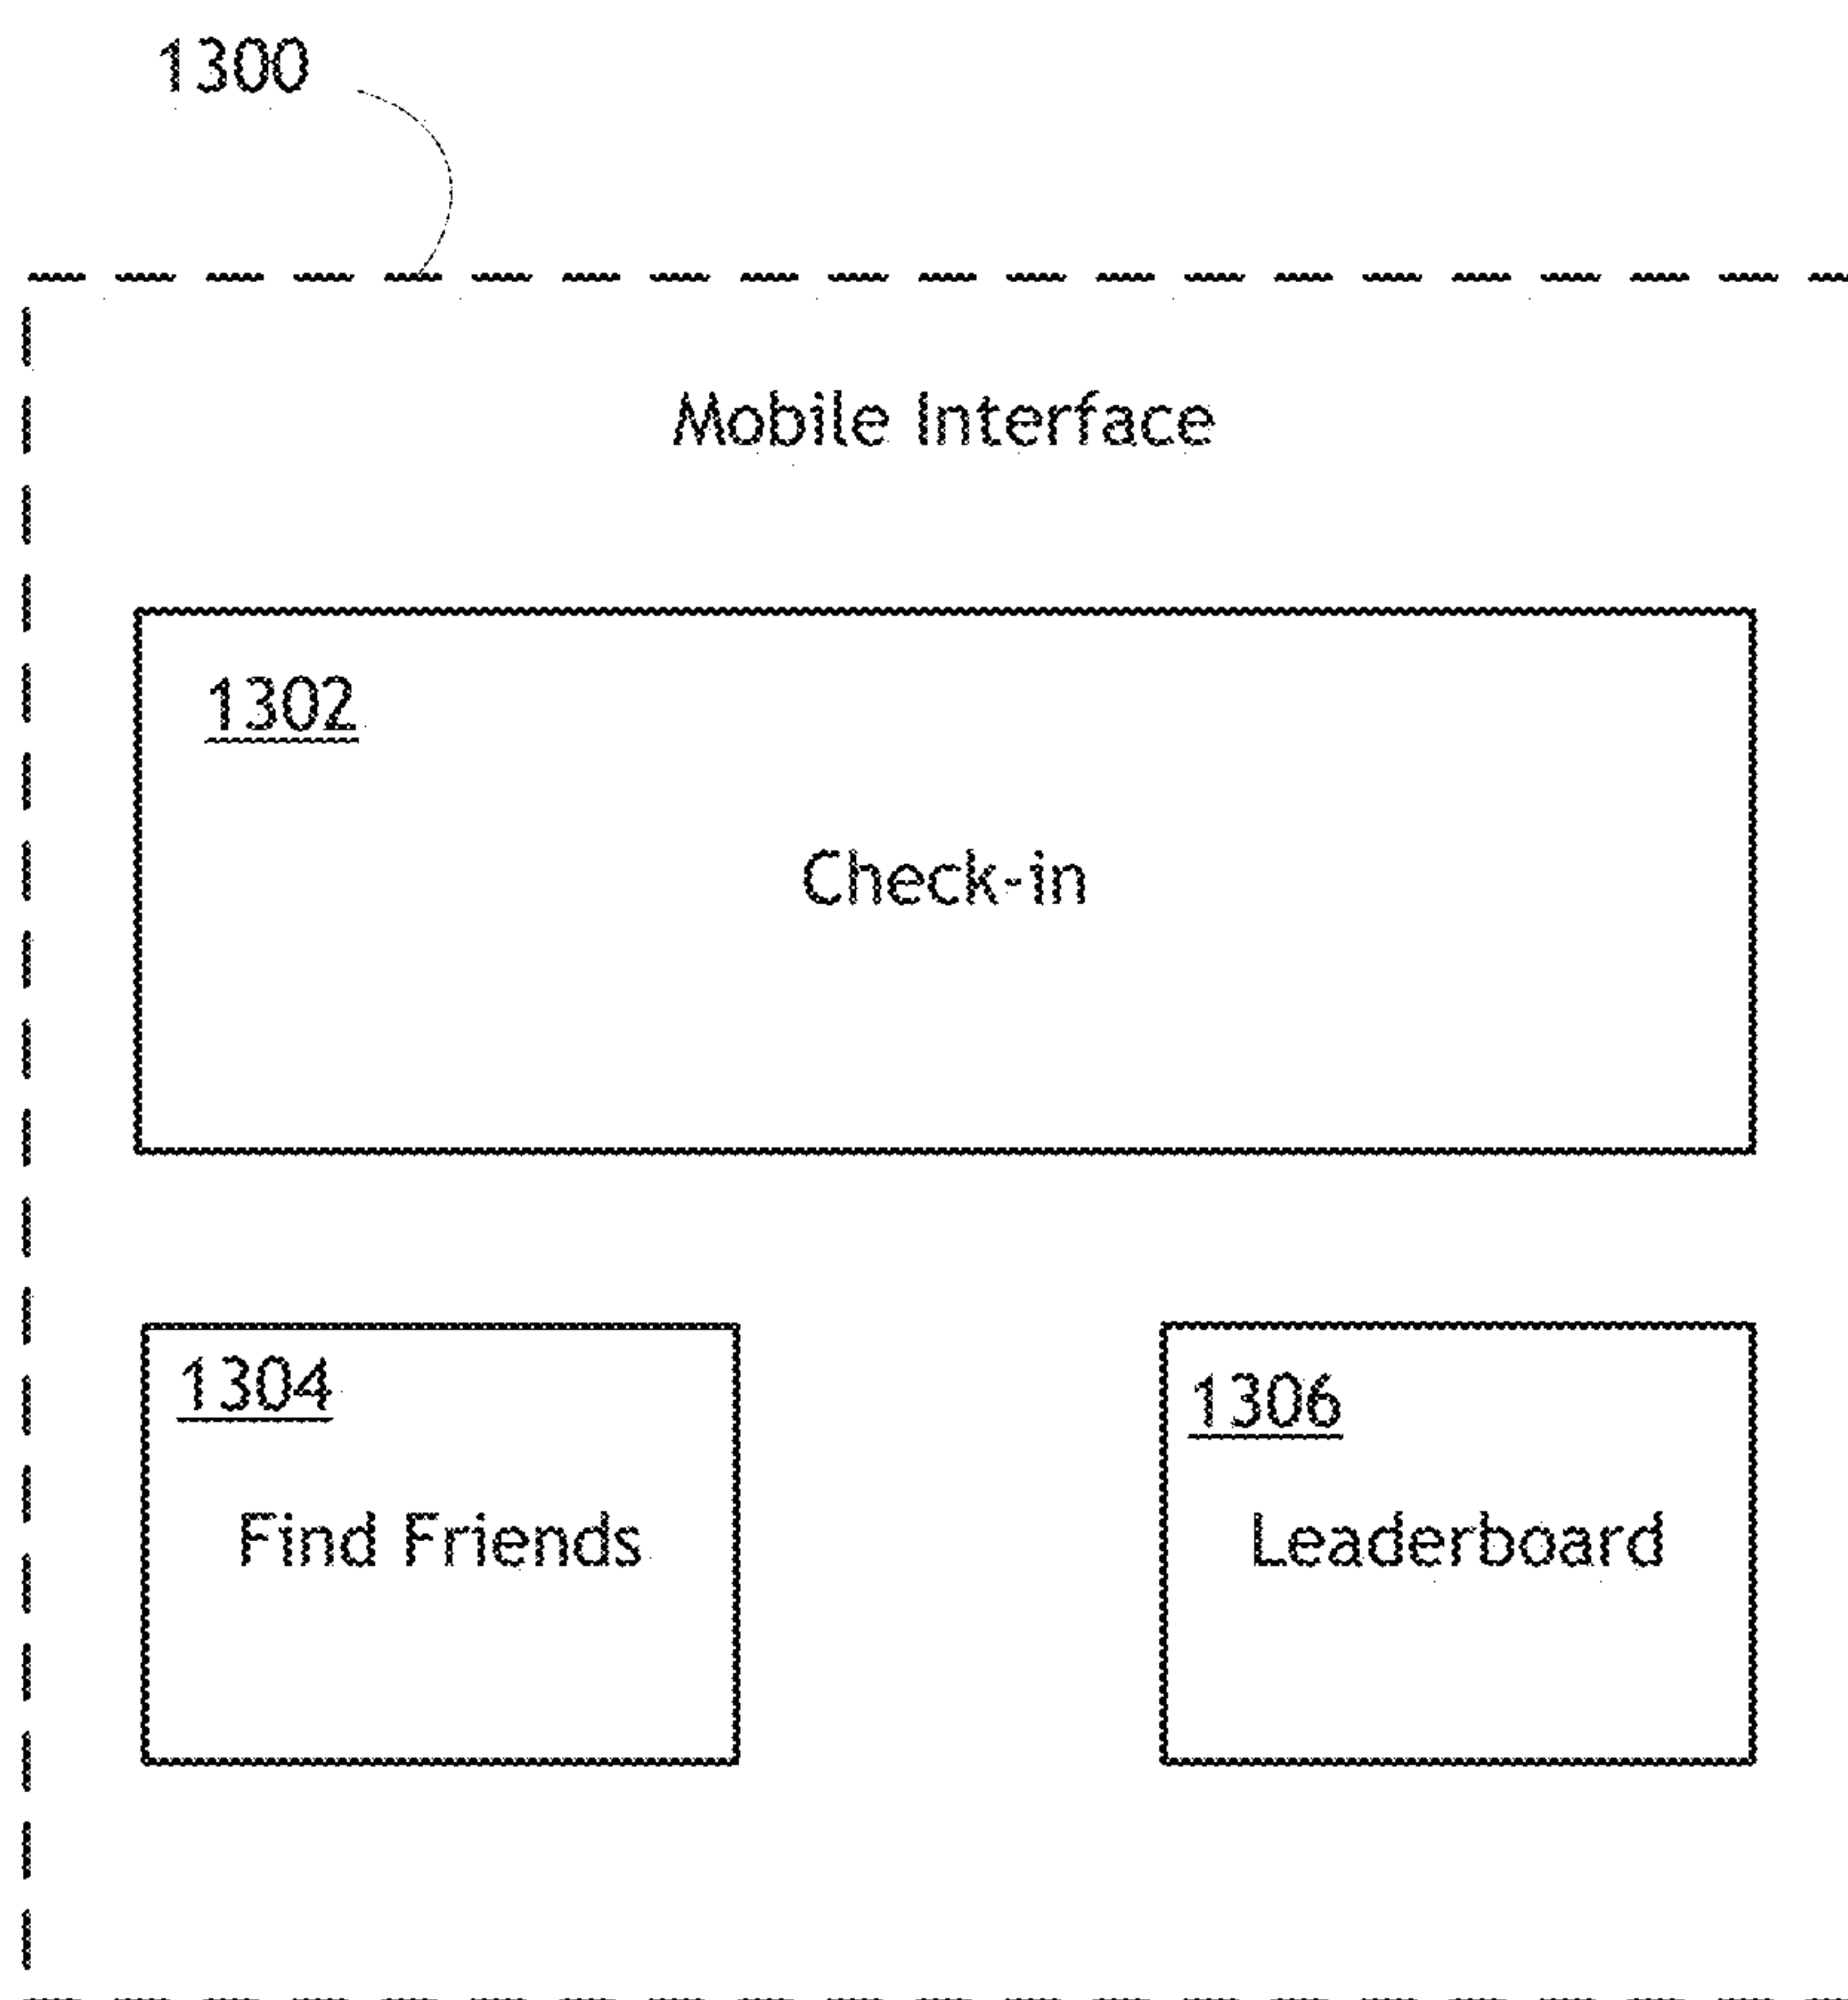 1300
Mobile Interface
1302
Check-in
1304
Find Friends
1306
Leaderboard